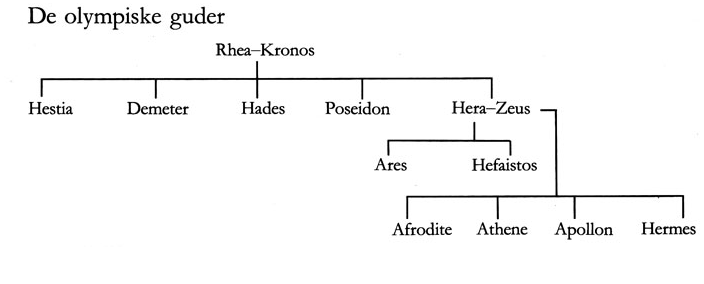 De olympiske guder
Rhea–Kronos
Hestia Demeter Hades Poseidon Hera–Zeus
Ares Hefaistos
Afrodite Athene Apollon Hermes